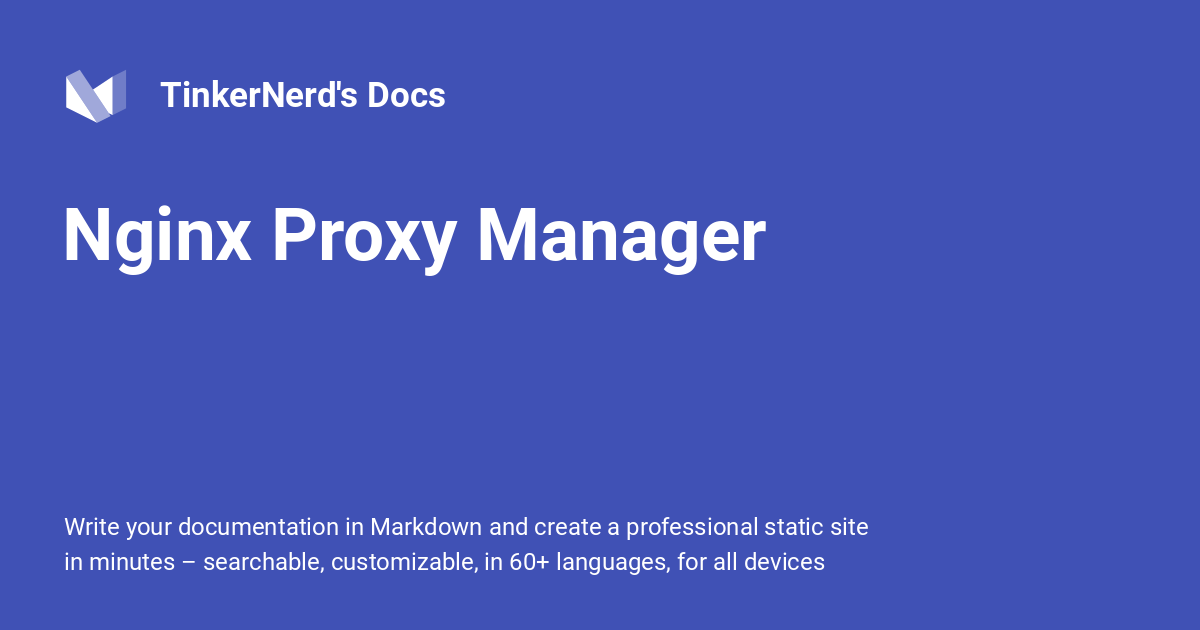 TinkerNerd's Docs
Nginx Proxy Manager
Write your documentation in Markdown and create a professional static site
in minutes – searchable, customizable, in 60+ languages, for all devices